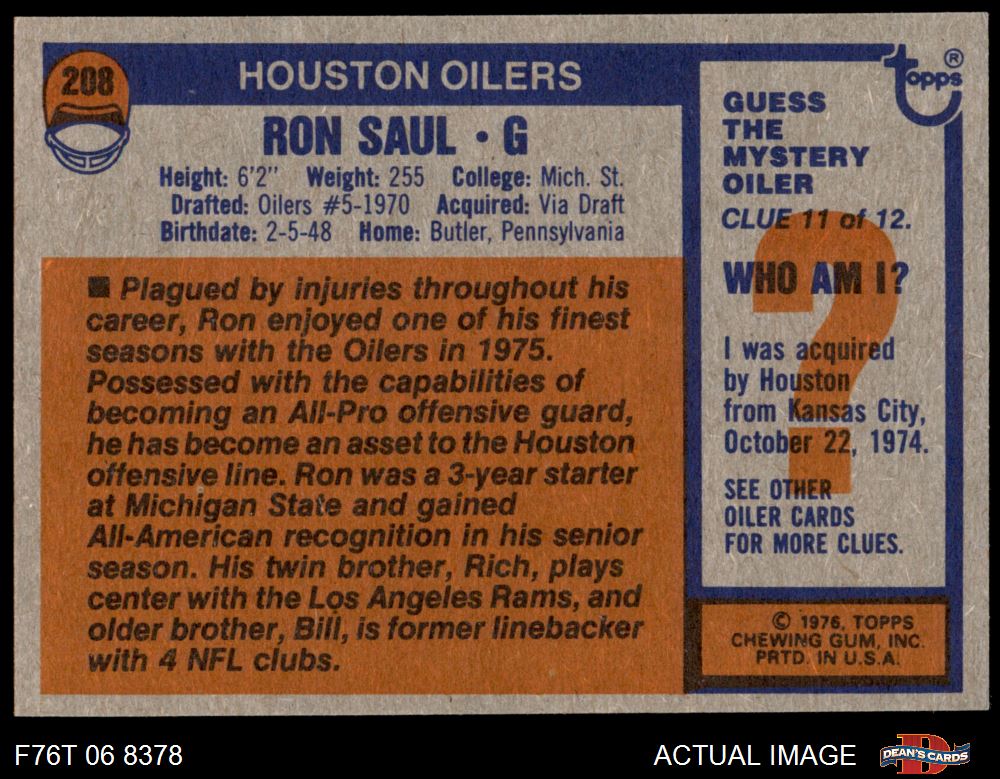 208
HOUSTON OILERS
RON SAUL · G
Height: 6'2" Weight: 255 College: Mich. St.
Drafted: Oilers #5-1970 Acquired: Via Draft
Birthdate: 2-5-48 Home: Butler, Pennsylvania
■ Plagued by injuries throughout his
career, Ron enjoyed one of his finest
seasons with the Oilers in 1975.
Possessed with the capabilities of
becoming an All-Pro offensive guard,
he has become an asset to the Houston
offensive line. Ron was a 3-year starter
at Michigan State and gained
All-American recognition in his senior
season. His twin brother, Rich, plays
center with the Los Angeles Rams, and
older brother, Bill, is former linebacker
with 4 NFL clubs.
topps®
GUESS
THE
MYSTERY
OILER
CLUE 11 of 12.
WHO AM I?
?
I was acquired
by Houston
from Kansas City,
October 22, 1974.
SEE OTHER
OILER CARDS
FOR MORE CLUES.
© 1976, TOPPS
CHEWING GUM, INC.
PRTD. IN U.S.A.
F76T 06 8378
ACTUAL IMAGE
DEAN'S CARDS